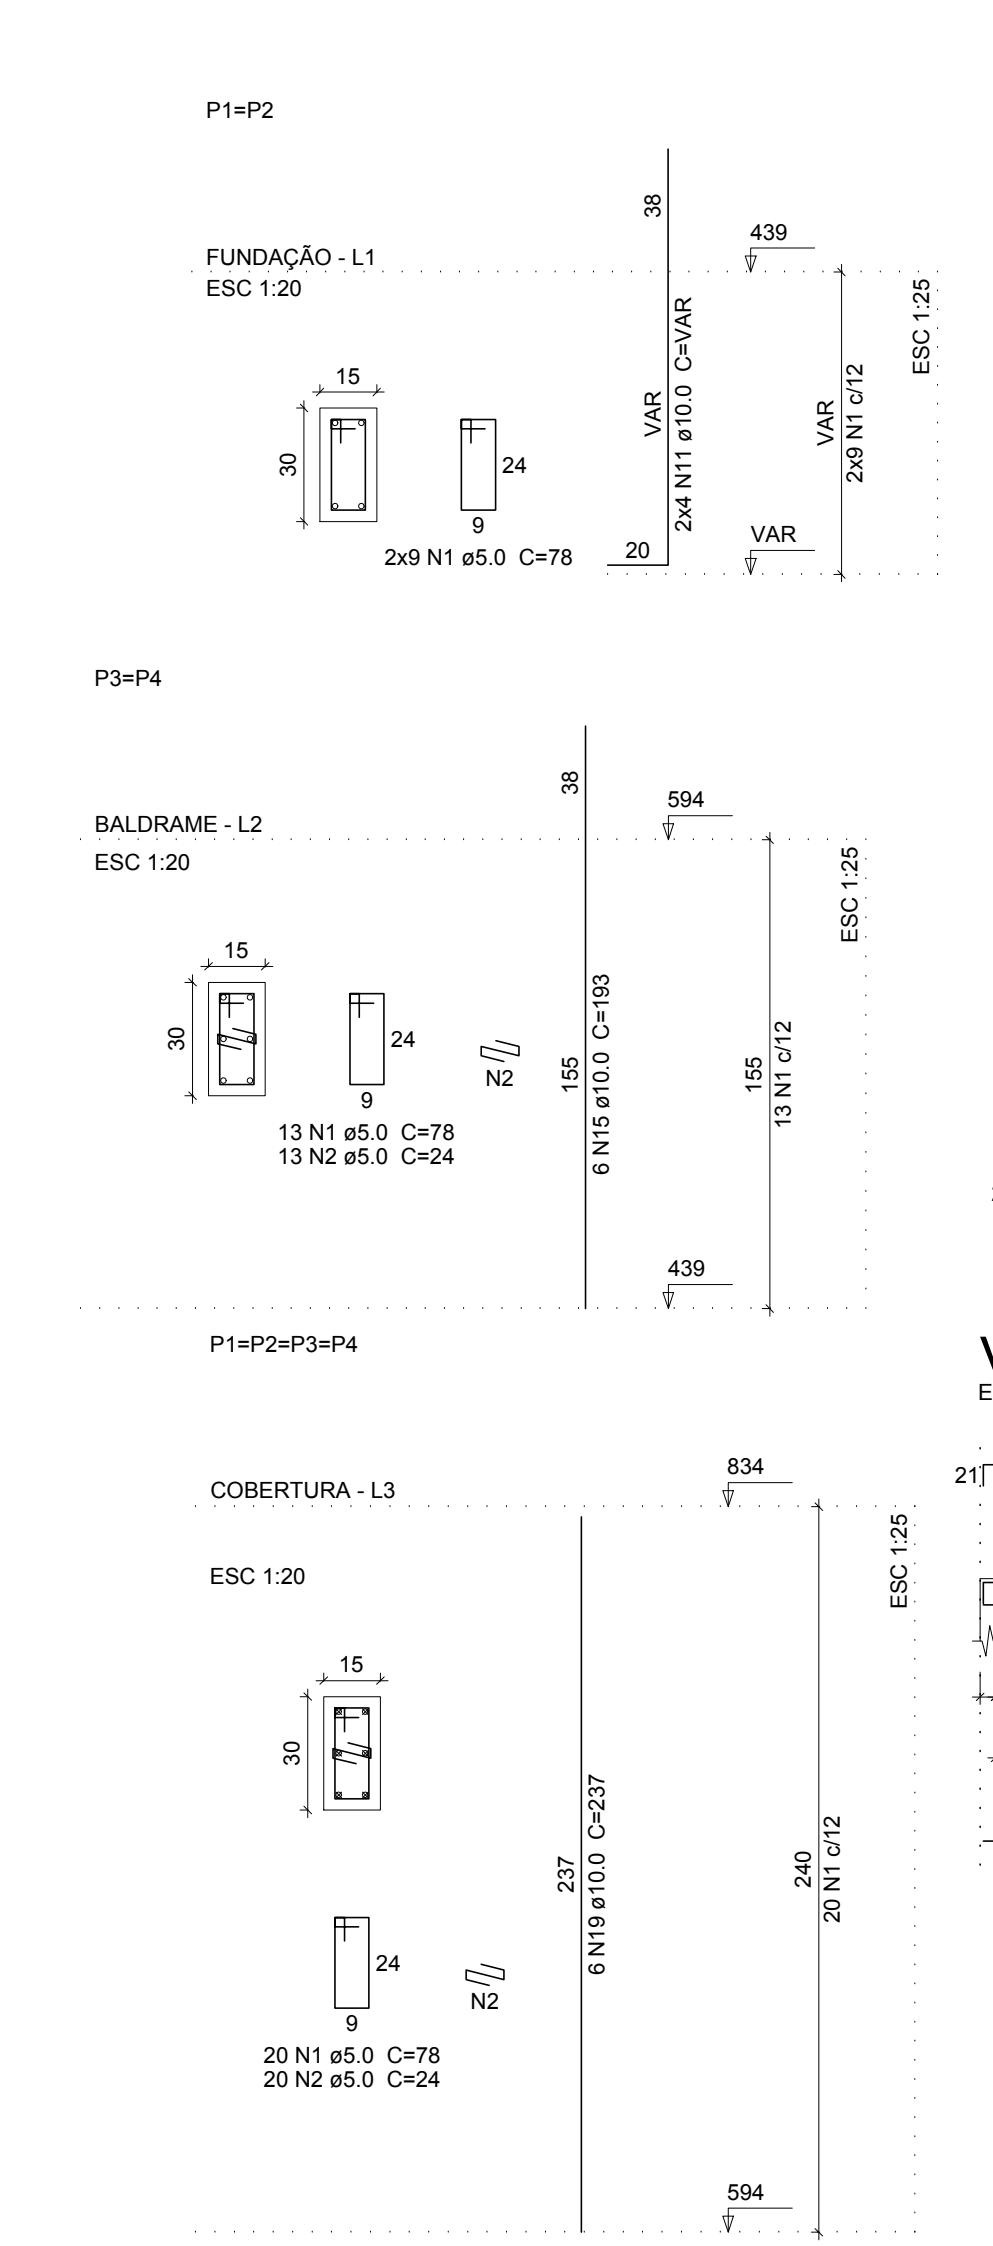 P1=P2
38
439
FUNDAÇÃO - L1
ESC 1:20
ESC 1:25
15
30
24
9
2x9 N1 ø5.0 C=78
VAR
2x4 N11 ø10.0 C=VAR
20
VAR
2x9 N1 c/12
VAR
P3=P4
38
594
BALDRAME - L2
ESC 1:20
ESC 1:25
15
30
24
9
13 N1 ø5.0 C=78
13 N2 ø5.0 C=24
N2
155
6 N15 ø10.0 C=193
155
13 N1 c/12
439
P1=P2=P3=P4
E
834
21
COBERTURA - L3
ESC 1:25
ESC 1:20
15
30
237
6 N19 ø10.0 C=237
240
20 N1 c/12
24
9
N2
20 N1 ø5.0 C=78
20 N2 ø5.0 C=24
594